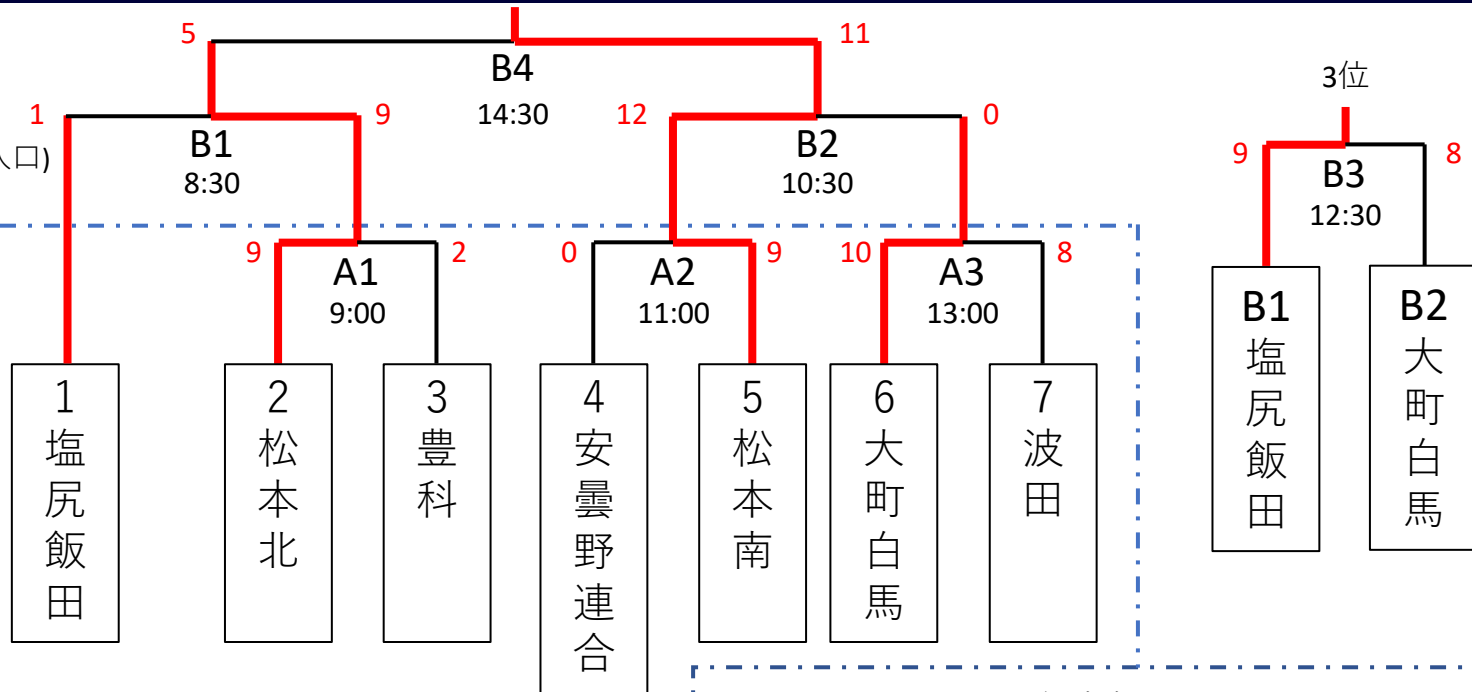 5
11
B4
14:30
3位
1
9
12
0
B1
8:30
B2
10:30
9
8
B3
12:30
口)
9
2
0
9
10
8
A1
9:00
A2
11:00
A3
13:00
1
塩尻飯田
2
松本北
3
豊科
4
安曇野連合
5
松本南
6
大町白馬
7
波田
B1
塩尻飯田
B2
大町白馬